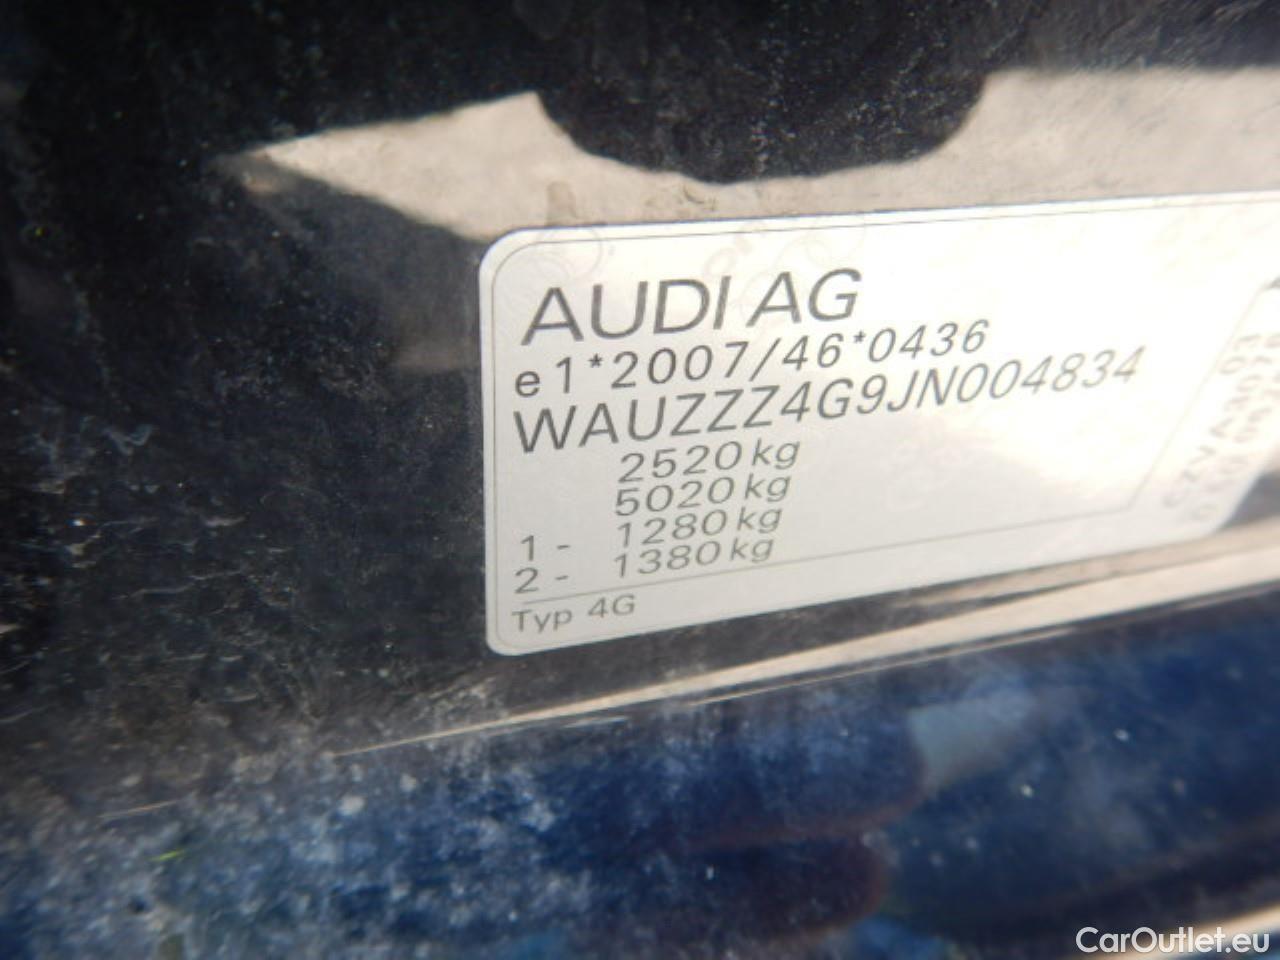 AUDI AG
e1*2007/46*0436
WAUZZZ4G9JN004834
2520kg
5020kg
1 - 1280kg
2 - 1380kg
Typ 4G
CarOutlet.eu